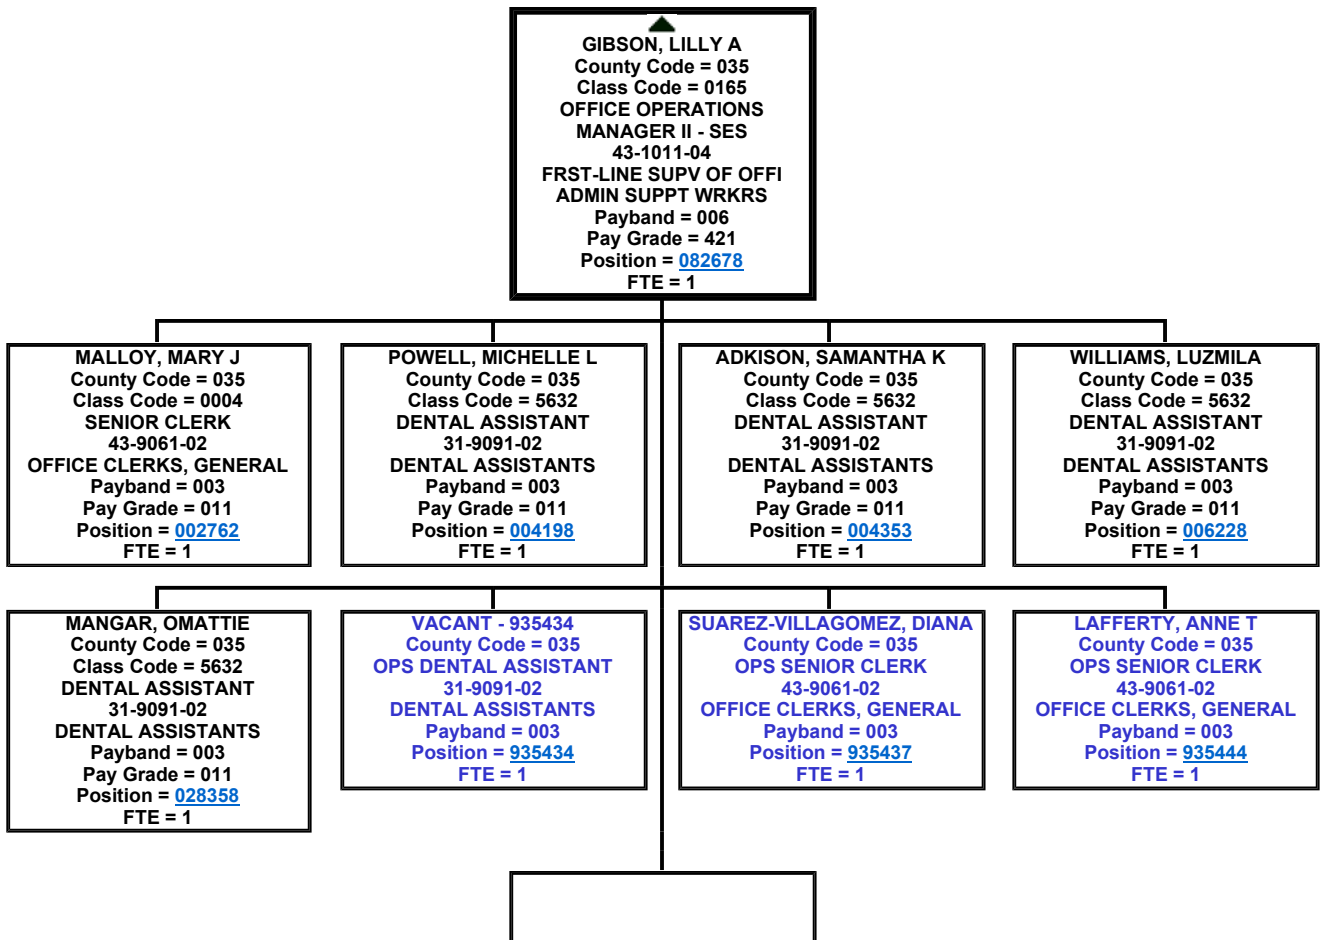 GIBSON, LILLY A
County Code = 035
Class Code = 0165
OFFICE OPERATIONS
MANAGER II - SES
43-1011-04
FRST-LINE SUPV OF OFFI
ADMIN SUPPT WRKRS
Payband = 006
Pay Grade = 421
Position = 082678
FTE = 1
MALLOY, MARY J
County Code = 035
Class Code = 0004
SENIOR CLERK
43-9061-02
OFFICE CLERKS, GENERAL
Payband = 003
Pay Grade = 011
Position = 002762
FTE = 1
POWELL, MICHELLE L
County Code = 035
Class Code = 5632
DENTAL ASSISTANT
31-9091-02
DENTAL ASSISTANTS
Payband = 003
Pay Grade = 011
Position = 004198
FTE = 1
ADKISON, SAMANTHA K
County Code = 035
Class Code = 5632
DENTAL ASSISTANT
31-9091-02
DENTAL ASSISTANTS
Payband = 003
Pay Grade = 011
Position = 004353
FTE = 1
WILLIAMS, LUZMILA
County Code = 035
Class Code = 5632
DENTAL ASSISTANT
31-9091-02
DENTAL ASSISTANTS
Payband = 003
Pay Grade = 011
Position = 006228
FTE = 1
MANGAR, OMATTIE
County Code = 035
Class Code = 5632
DENTAL ASSISTANT
31-9091-02
DENTAL ASSISTANTS
Payband = 003
Pay Grade = 011
Position = 028358
FTE = 1
VACANT - 935434
County Code = 035
OPS DENTAL ASSISTANT
31-9091-02
DENTAL ASSISTANTS
Payband = 003
Position = 935434
FTE = 1
SUAREZ-VILLAGOMEZ, DIANA
County Code = 035
OPS SENIOR CLERK
43-9061-02
OFFICE CLERKS, GENERAL
Payband = 003
Position = 935437
FTE = 1
LAFFERTY, ANNE T
County Code = 035
OPS SENIOR CLERK
43-9061-02
OFFICE CLERKS, GENERAL
Payband = 003
Position = 935444
FTE = 1